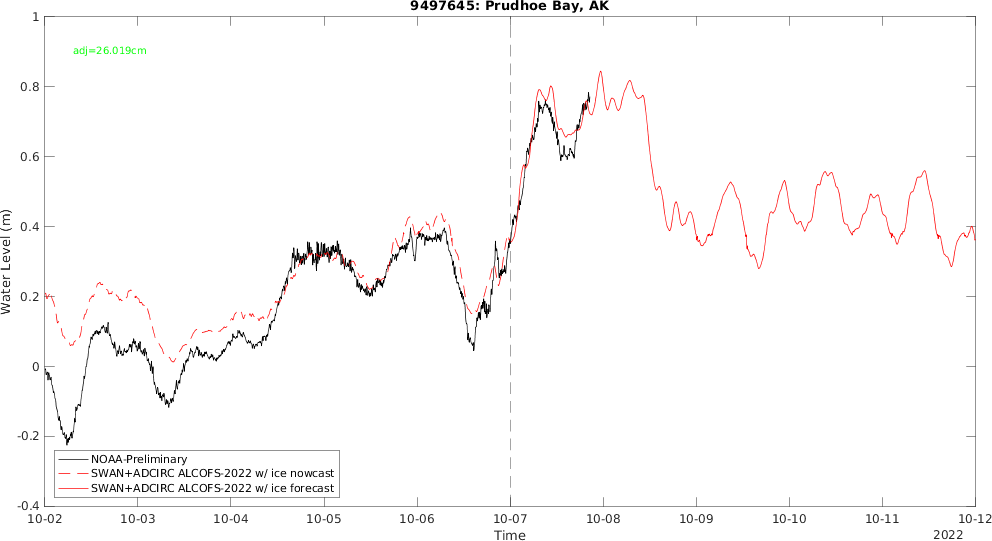 9497645: Prudhoe Bay, AK
adj=26.019cm
Water Level (m)
1
0.8
0.6
0.4
0.2
0
-0.2
-0.4
NOAA-Preliminary
SWAN+ADCIRC ALCOFS-2022 w/ ice nowcast
SWAN+ADCIRC ALCOFS-2022 w/ ice forecast
10-02 10-03 10-04 10-05 10-06 10-07 10-08 10-09 10-10 10-11 10-12
Time
2022